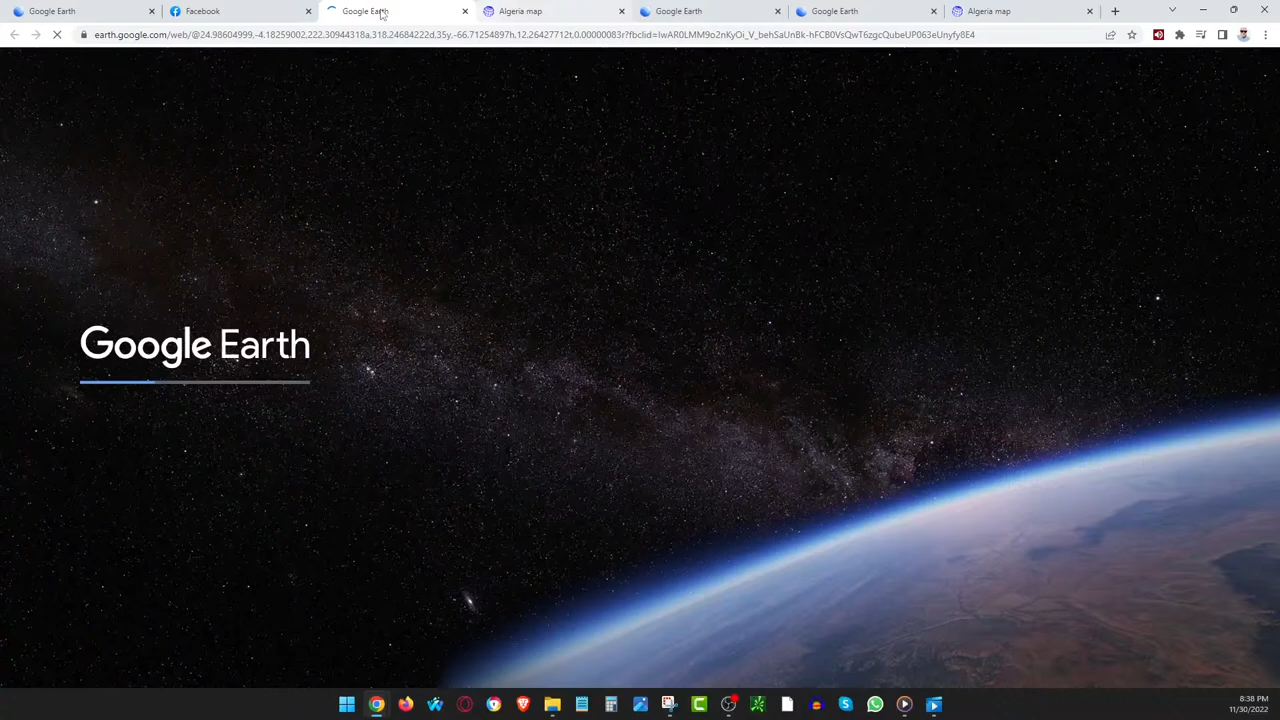 Google Earth
Facebook
Google Earth
Algeria map
Google Earth
Google Earth
Algeria map
earth.google.com/web/@24.98604999,-4.18259002,222.30944318a,318.24684222d,35y,-66.71254897h,12.26427712t,0.00000083r?fbclid=IwAR0LMM9o2nKyOi_V_behSaUnBk-hFCB0VsQwT6zgcQubeUP063eUnyfy8E4
Google Earth
8:38 PM
11/30/2022